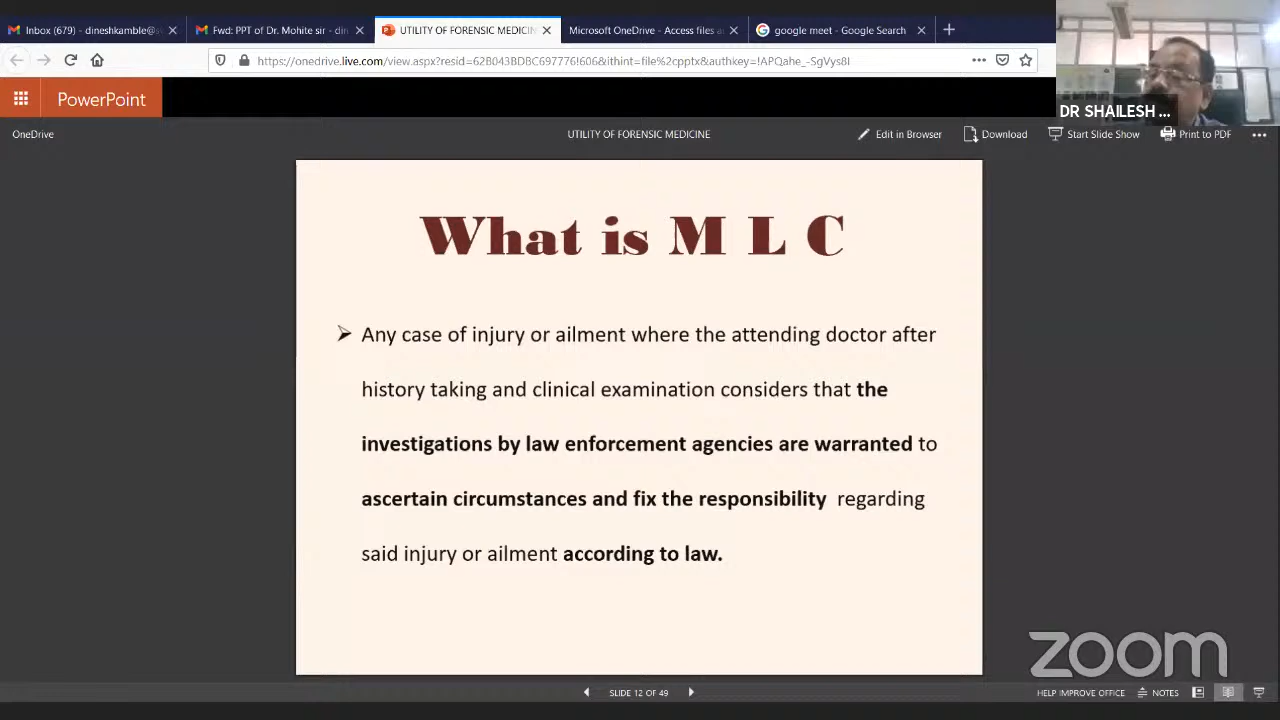 Inbox (679) - dineshkamble@s
Fwd: PPT of Dr. Mohite sir - din
UTILITY OF FORENSIC MEDICIN
Microsoft OneDrive - Access files a
google meet - Google Search
https://onedrive.live.com/view.aspx?resid=62B043BDBC697776!606&ithint=file%2cpptx&authkey=!APQahe_-SgVys8I
DR SHAILESH ...
PowerPoint
OneDrive
UTILITY OF FORENSIC MEDICINE
Edit in Browser
Download
Start Slide Show
Print to PDF
What is M L C
Any case of injury or ailment where the attending doctor after
history taking and clinical examination considers that the
investigations by law enforcement agencies are warranted to
ascertain circumstances and fix the responsibility regarding
said injury or ailment according to law.
zoom
SLIDE 12 OF 49
HELP IMPROVE OFFICE
NOTES